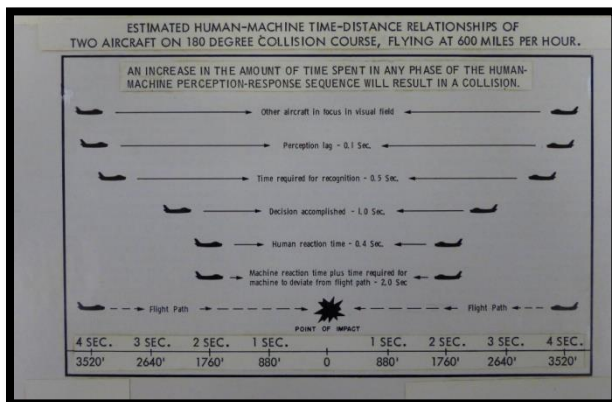 ESTIMATED HUMAN-MACHINE TIME-DISTANCE RELATIONSHIPS OF
TWO AIRCRAFT ON 180 DEGREE COLLISION COURSE, FLYING AT 600 MILES PER HOUR.
AN INCREASE IN THE AMOUNT OF TIME SPENT IN ANY PHASE OF THE HUMAN-
MACHINE PERCEPTION-RESPONSE SEQUENCE WILL RESULT IN A COLLISION.
Other aircraft in focus in visual field
Perception lag - 0.1 Sec.
Time required for recognition - 0.5 Sec.
Decision accomplished - 1.0 Sec.
Human reaction time - 0.4 Sec.
Machine reaction time plus time required for
machine to deviate from flight path - 2.0 Sec
Flight Path Flight Path
POINT OF IMPACT
4 SEC. 3 SEC. 2 SEC. 1 SEC. 1 SEC. 2 SEC. 3 SEC. 4 SEC.
3520' 2640' 1760' 880' 0 880' 1760' 2640' 3520'